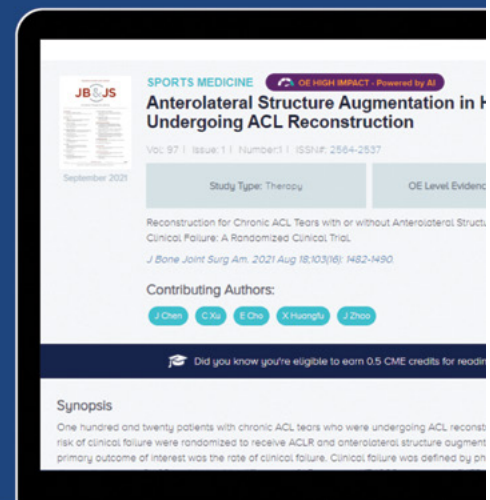 JB&JS
September 2021
SPORTS MEDICINE
OE HIGH IMPACT - Powered by AI
Anterolateral Structure Augmentation in H
Undergoing ACL Reconstruction
Vol: 97 | Issue: 1 | Number:1 | ISSN#: 2564-2537
Study Type: Therapy
OE Level Evidenc
Reconstruction for Chronic ACL Tears with or without Anterolateral Structu
Clinical Failure: A Randomized Clinical Trial.
J Bone Joint Surg Am. 2021 Aug 18;103(16): 1482-1490.
Contributing Authors:
J Chen C Xu E Cho X Huangfu J Zhao
Did you know you're eligible to earn 0.5 CME credits for readin
Synopsis
One hundred and twenty patients with chronic ACL tears who were undergoing ACL reconst
risk of clinical failure were randomized to receive ACLR and anterolateral structure augment
primary outcome of interest was the rate of clinical failure. Clinical failure was defined by ph